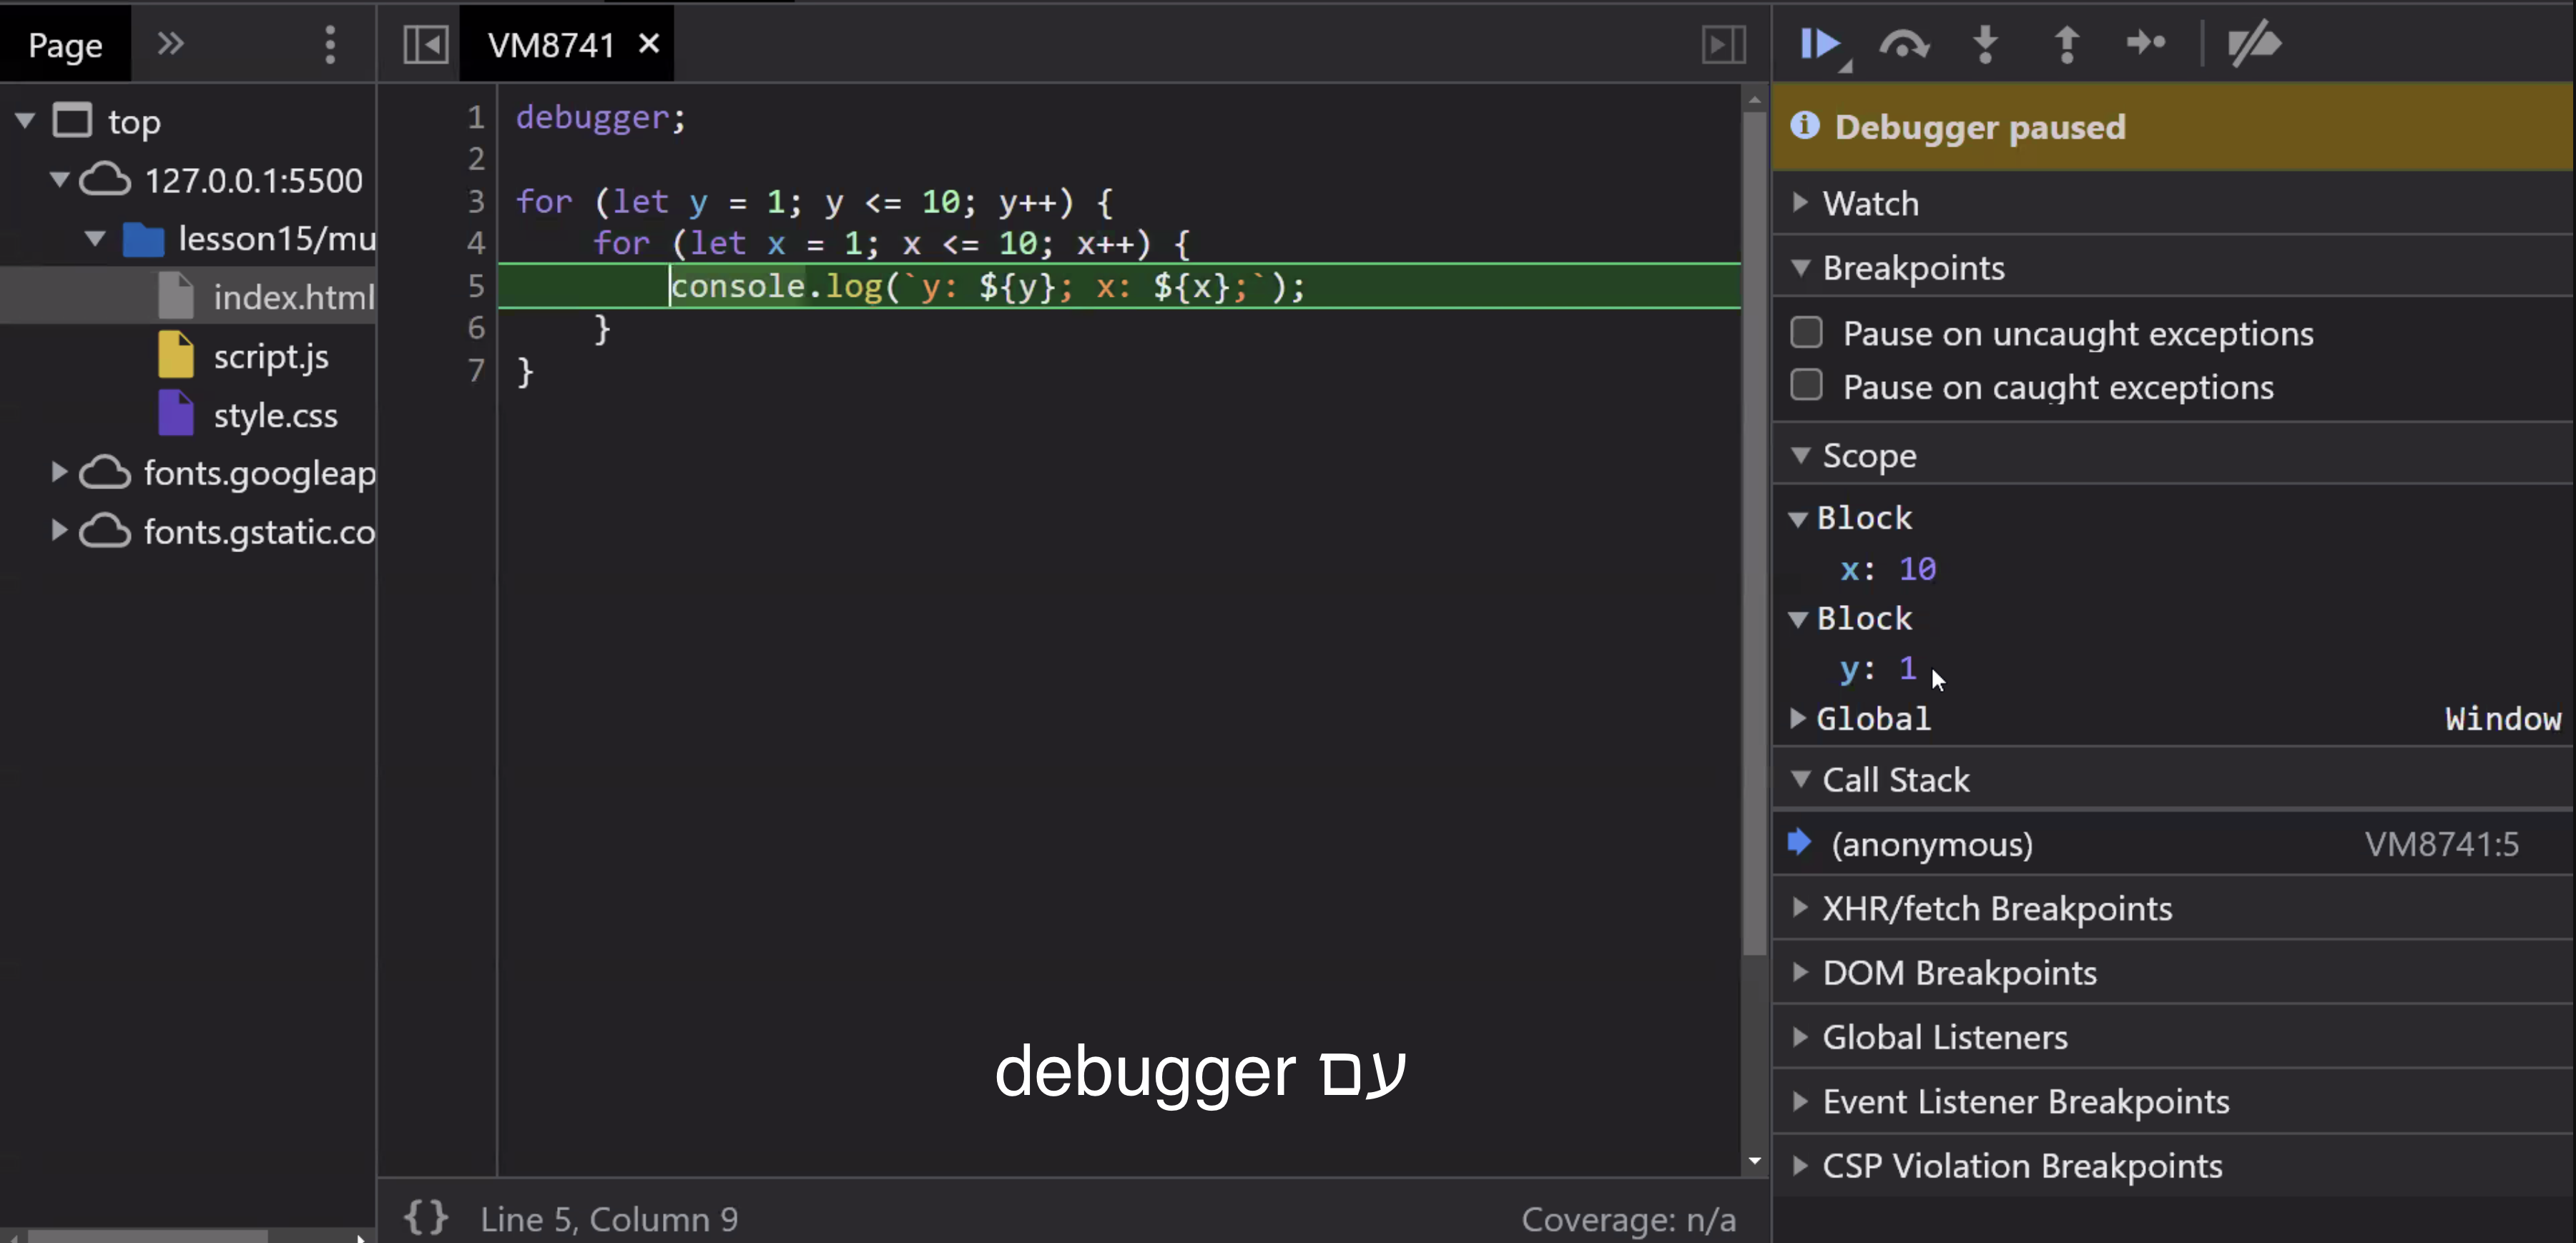 Page
VM8741
top
127.0.0.1:5500
lesson15/mu
index.html
script.js
style.css
fonts.googleap
fonts.gstatic.co
1 debugger;
2
3 for (let y = 1; y <= 10; y++) {
4     for (let x = 1; x <= 10; x++) {
5         console.log(`y: ${y}; x: ${x};`);
6     }
7 }
עם debugger
{} Line 5, Column 9
Coverage: n/a
Debugger paused
Watch
Breakpoints
Pause on uncaught exceptions
Pause on caught exceptions
Scope
Block
x: 10
Block
y: 1
Global Window
Call Stack
(anonymous) VM8741:5
XHR/fetch Breakpoints
DOM Breakpoints
Global Listeners
Event Listener Breakpoints
CSP Violation Breakpoints